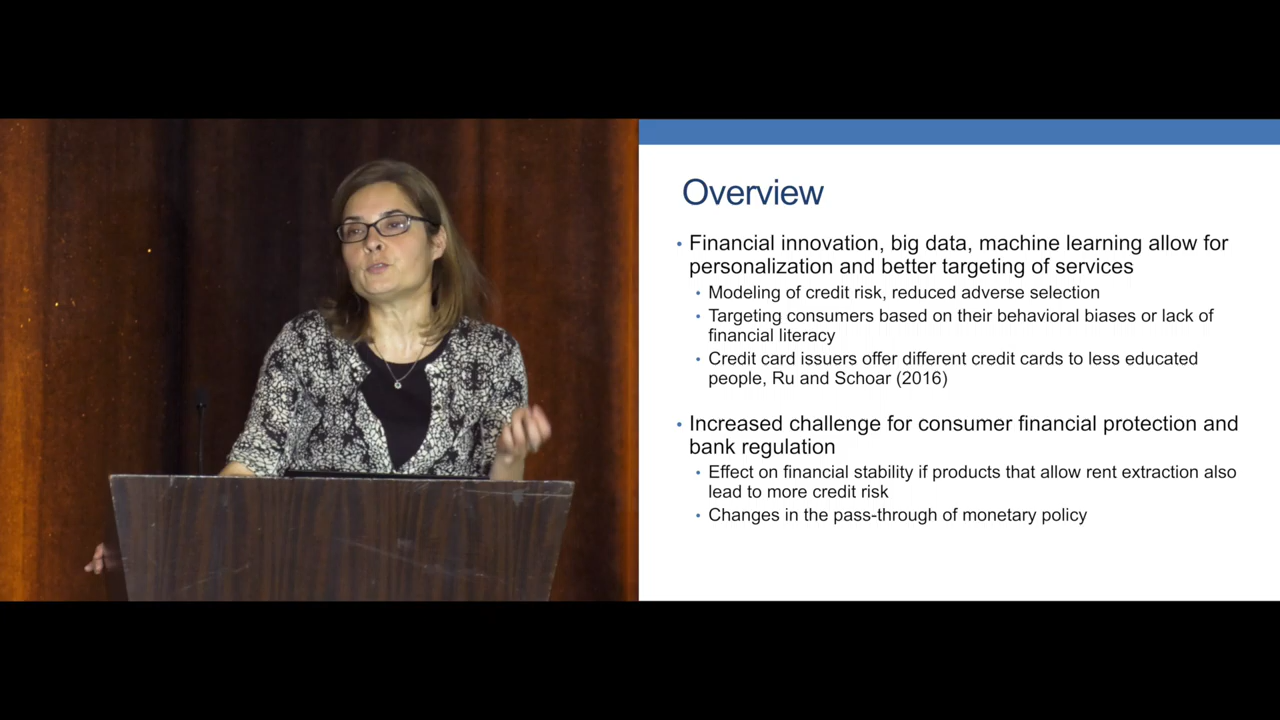 Overview
• Financial innovation, big data, machine learning allow for
personalization and better targeting of services
• Modeling of credit risk, reduced adverse selection
• Targeting consumers based on their behavioral biases or lack of
financial literacy
• Credit card issuers offer different credit cards to less educated
people, Ru and Schoar (2016)
• Increased challenge for consumer financial protection and
bank regulation
• Effect on financial stability if products that allow rent extraction also
lead to more credit risk
• Changes in the pass-through of monetary policy